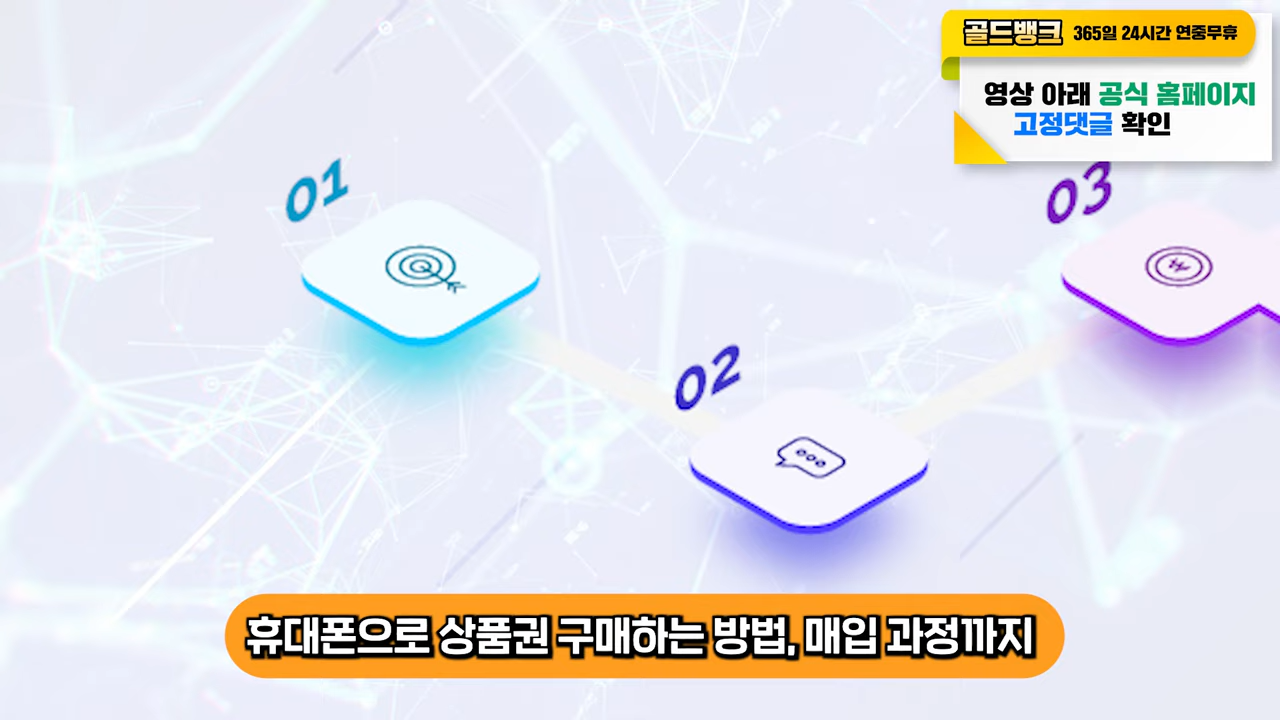 골드뱅크 365일 24시간 연중무휴
영상 아래 공식 홈페이지
고정댓글 확인
01
03
02
휴대폰으로 상품권 구매하는 방법, 매입 과정까지